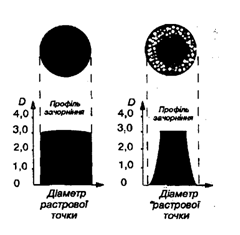 D
4,0
3,0
2,0
1,0
0
Профіль
зачорніння
Діаметр
растрової
точки
D
4,0
3,0
2,0
1,0
0
Профіль
зачорніння
Діаметр
растрової
точки